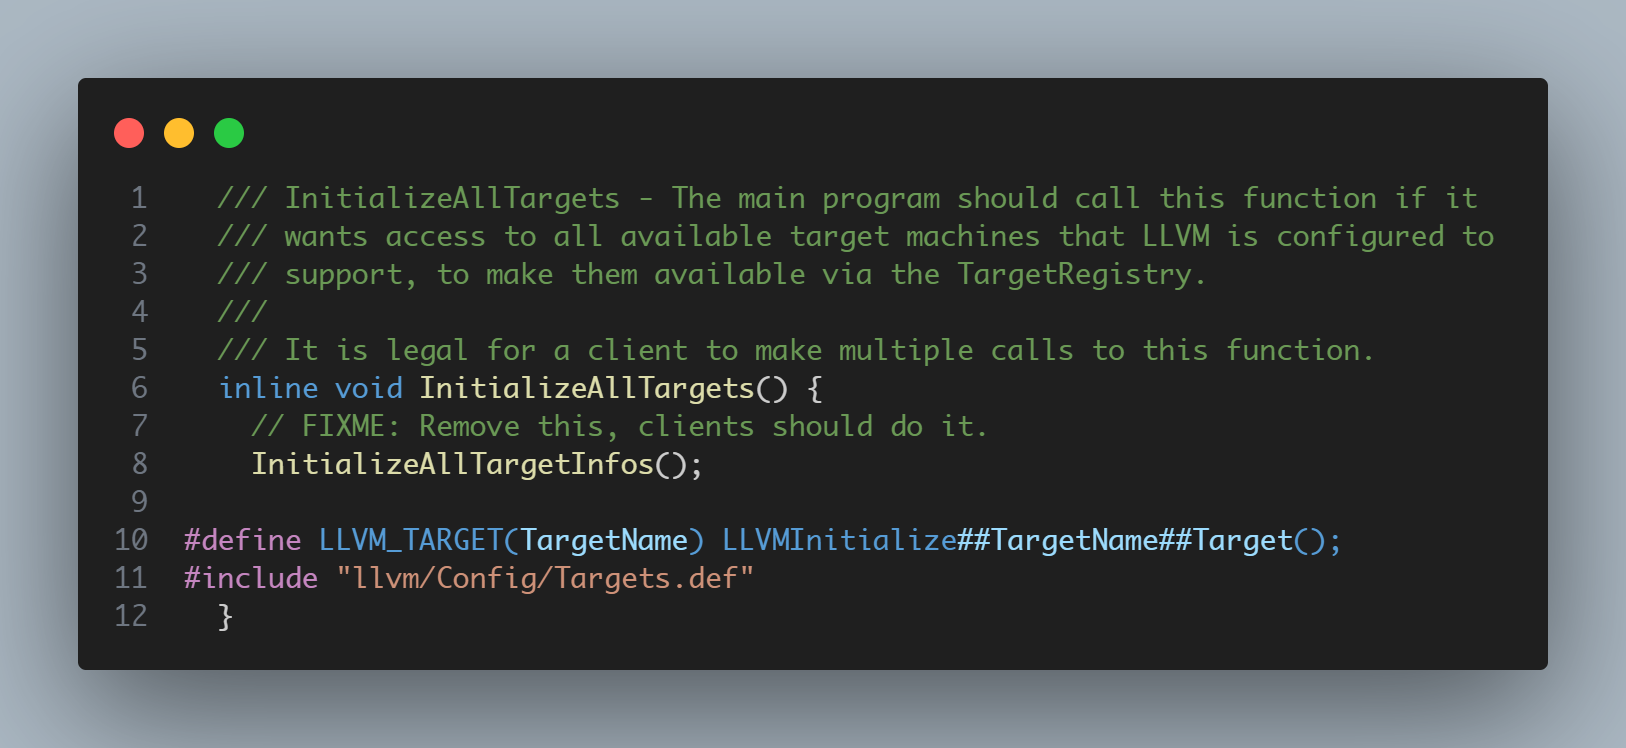 1 /// InitializeAllTargets - The main program should call this function if it
2 /// wants access to all available target machines that LLVM is configured to
3 /// support, to make them available via the TargetRegistry.
4 ///
5 /// It is legal for a client to make multiple calls to this function.
6 inline void InitializeAllTargets() {
7 // FIXME: Remove this, clients should do it.
8 InitializeAllTargetInfos();
9
10 #define LLVM_TARGET(TargetName) LLVMInitialize##TargetName##Target();
11 #include "llvm/Config/Targets.def"
12 }